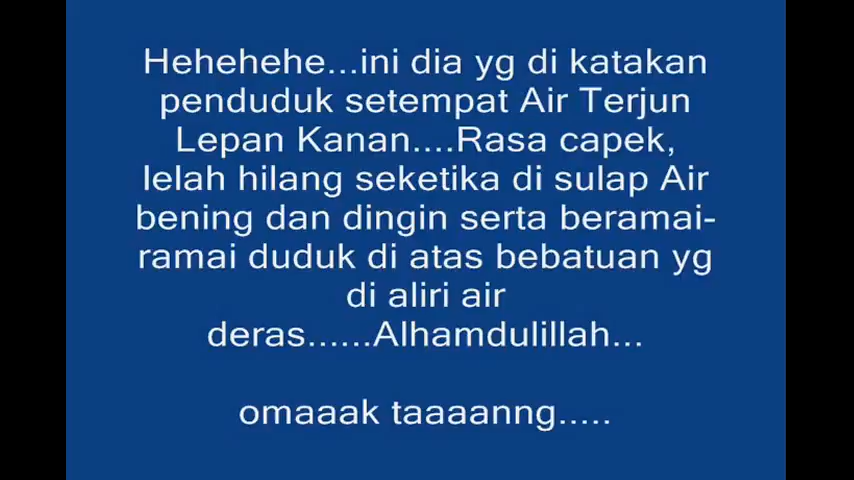 Hehehehe...ini dia yg di katakan
penduduk setempat Air Terjun
Lepan Kanan....Rasa capek,
lelah hilang seketika di sulap Air
bening dan dingin serta beramai-
ramai duduk di atas bebatuan yg
di aliri air
deras......Alhamdulillah...
omaaak taaaanng.....